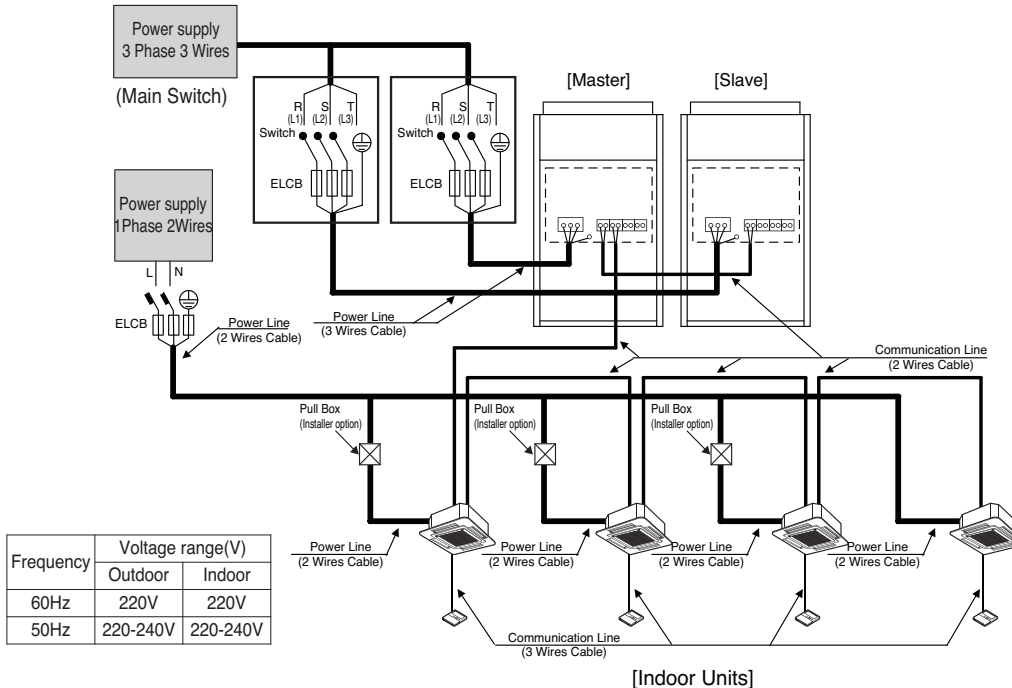 Power supply
3 Phase 3 Wires
(Main Switch)
[Master]
[Slave]
R
S
T
(L1)
(L2)
(L3)
Switch
ELCB
R
S
T
(L1)
(L2)
(L3)
Switch
ELCB
Power supply
1Phase 2Wires
L
N
ELCB
Power Line
(2 Wires Cable)
Power Line
(3 Wires Cable)
Communication Line
(2 Wires Cable)
Pull Box
(Installer option)
Pull Box
(Installer option)
Pull Box
(Installer option)
Power Line
(2 Wires Cable)
Power Line
(2 Wires Cable)
Power Line
(2 Wires Cable)
Power Line
(2 Wires Cable)
Frequency Voltage range(V)
Outdoor Indoor
60Hz 220V 220V
50Hz 220-240V 220-240V
Communication Line
(3 Wires Cable)
[Indoor Units]